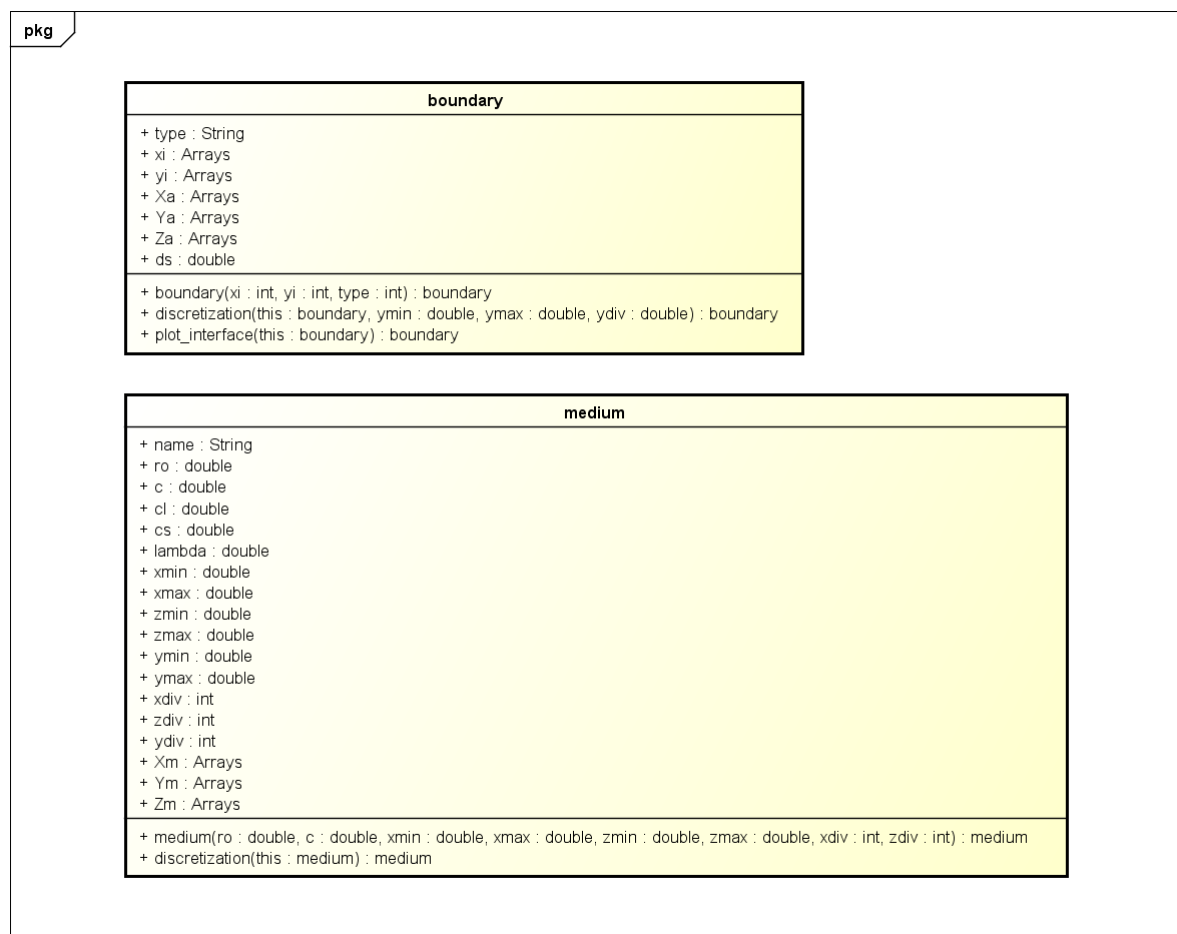 pkg
boundary
+ type : String
+ xi : Arrays
+ yi : Arrays
+ Xa : Arrays
+ Ya : Arrays
+ Za : Arrays
+ ds : double
+ boundary(xi : int, yi : int, type : int) : boundary
+ discretization(this : boundary, ymin : double, ymax : double, ydiv : double) : boundary
+ plot_interface(this : boundary) : boundary
medium
+ name : String
+ ro : double
+ c : double
+ cl : double
+ cs : double
+ lambda : double
+ xmin : double
+ xmax : double
+ zmin : double
+ zmax : double
+ ymin : double
+ ymax : double
+ xdiv : int
+ zdiv : int
+ ydiv : int
+ Xm : Arrays
+ Ym : Arrays
+ Zm : Arrays
+ medium(ro : double, c : double, xmin : double, xmax : double, zmin : double, zmax : double, xdiv : int, zdiv : int) : medium
+ discretization(this : medium) : medium